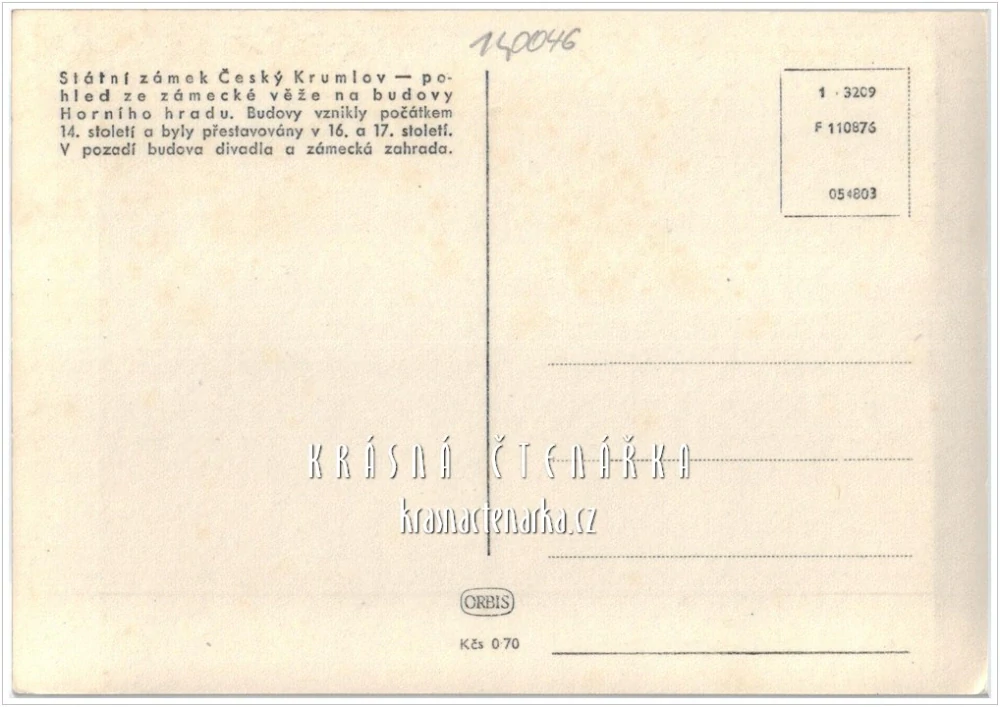 140046
Státní zámek Český Krumlov — po-
hled ze zámecké věže na budovy
Horního hradu. Budovy vznikly počátkem
14. století a byly přestavovány v 16. a 17. století.
V pozadí budova divadla a zámecká zahrada.
1 · 3209
F 110876
054803
KRÁSNÁ ČTENÁŘKA
krasnactenarka.cz
ORBIS
Kčs 0·70